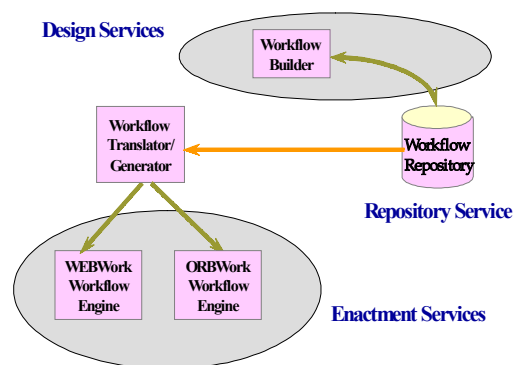 Design Services
Workflow
Builder
Workflow
Translator/
Generator
Workflow
Repository
Repository Service
WEBWork
Workflow
Engine
ORBWork
Workflow
Engine
Enactment Services